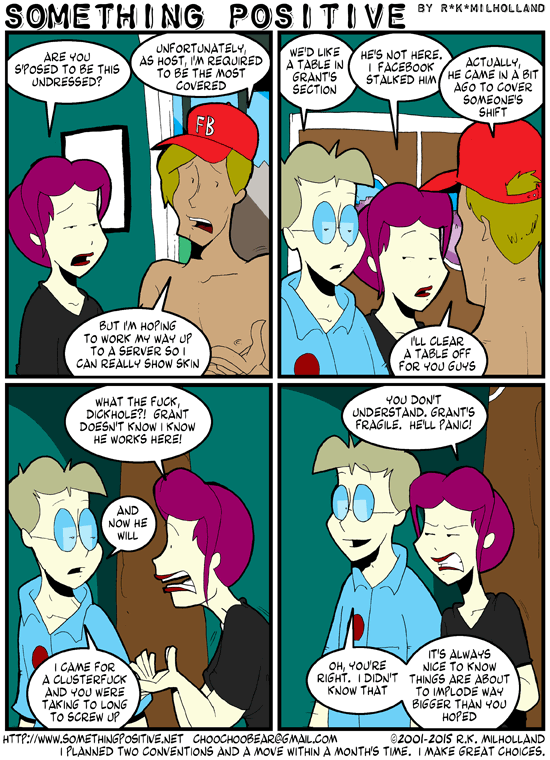 SOMETHING POSITIVE BY R*K*MILHOLLAND
ARE YOU
S'POSED TO BE THIS
UNDRESSED?
UNFORTUNATELY,
AS HOST, I'M REQUIRED
TO BE THE MOST
COVERED
FB
BUT I'M HOPING
TO WORK MY WAY UP
TO A SERVER SO I
CAN REALLY SHOW SKIN
WE'D LIKE
A TABLE IN
GRANT'S
SECTION
HE'S NOT HERE.
I FACEBOOK
STALKED HIM
ACTUALLY,
HE CAME IN A BIT
AGO TO COVER
SOMEONE'S
SHIFT
I'LL CLEAR
A TABLE OFF
FOR YOU GUYS
WHAT THE FUCK,
DICKHOLE?! GRANT
DOESN'T KNOW I KNOW
HE WORKS HERE!
AND
NOW HE
WILL
I CAME FOR
A CLUSTERFUCK
AND YOU WERE
TAKING TO LONG
TO SCREW UP
YOU DON'T
UNDERSTAND. GRANT'S
FRAGILE. HE'LL PANIC!
OH, YOU'RE
RIGHT. I DIDN'T
KNOW THAT
IT'S ALWAYS
NICE TO KNOW
THINGS ARE ABOUT
TO IMPLODE WAY
BIGGER THAN YOU
HOPED
HTTP://WWW.SOMETHINGPOSITIVE.NET CHOOCHOOBEAR@GMAIL.COM ©2001-2015 R.K. MILHOLLAND
I PLANNED TWO CONVENTIONS AND A MOVE WITHIN A MONTH'S TIME. I MAKE GREAT CHOICES.